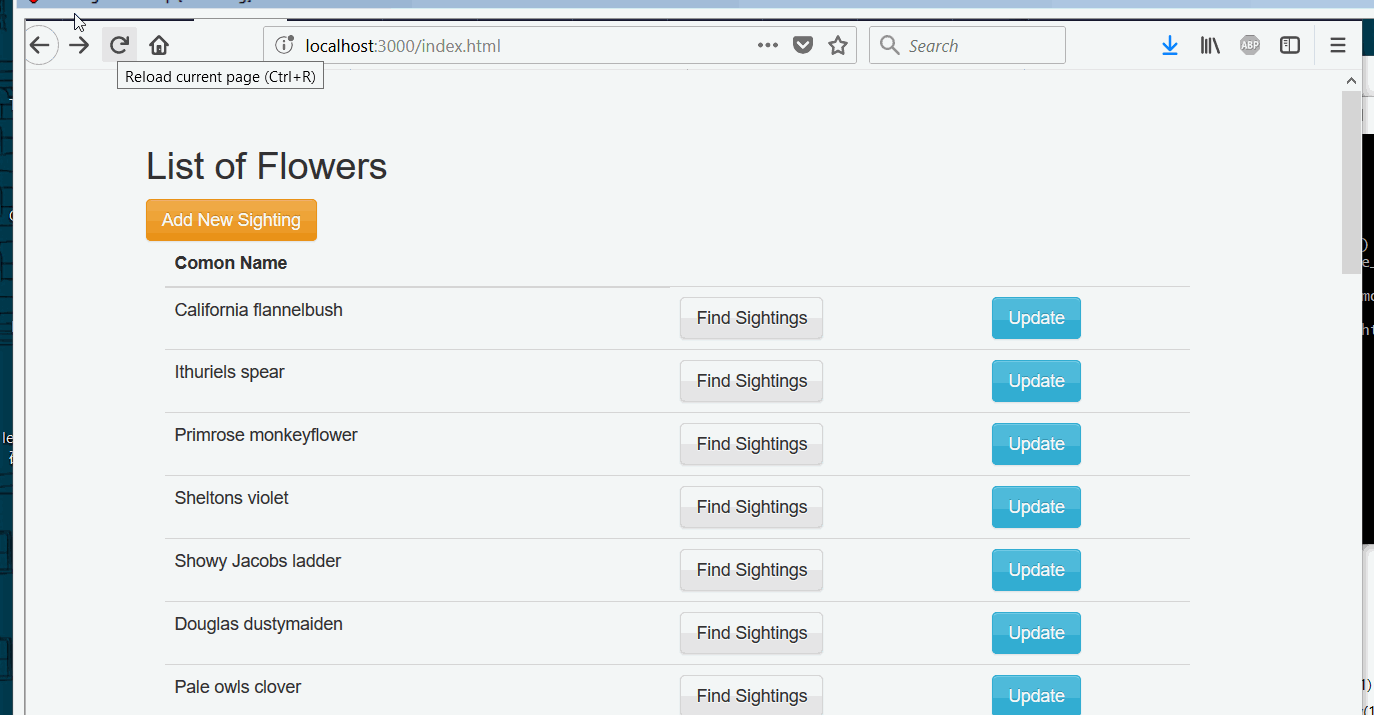 localhost:3000/index.html
Search
ABP
Reload current page (Ctrl+R)
List of Flowers
Add New Sighting
Comon Name
California flannelbush Find Sightings Update
Ithuriels spear Find Sightings Update
Primrose monkeyflower Find Sightings Update
Sheltons violet Find Sightings Update
Showy Jacobs ladder Find Sightings Update
Douglas dustymaiden Find Sightings Update
Pale owls clover Find Sightings Update